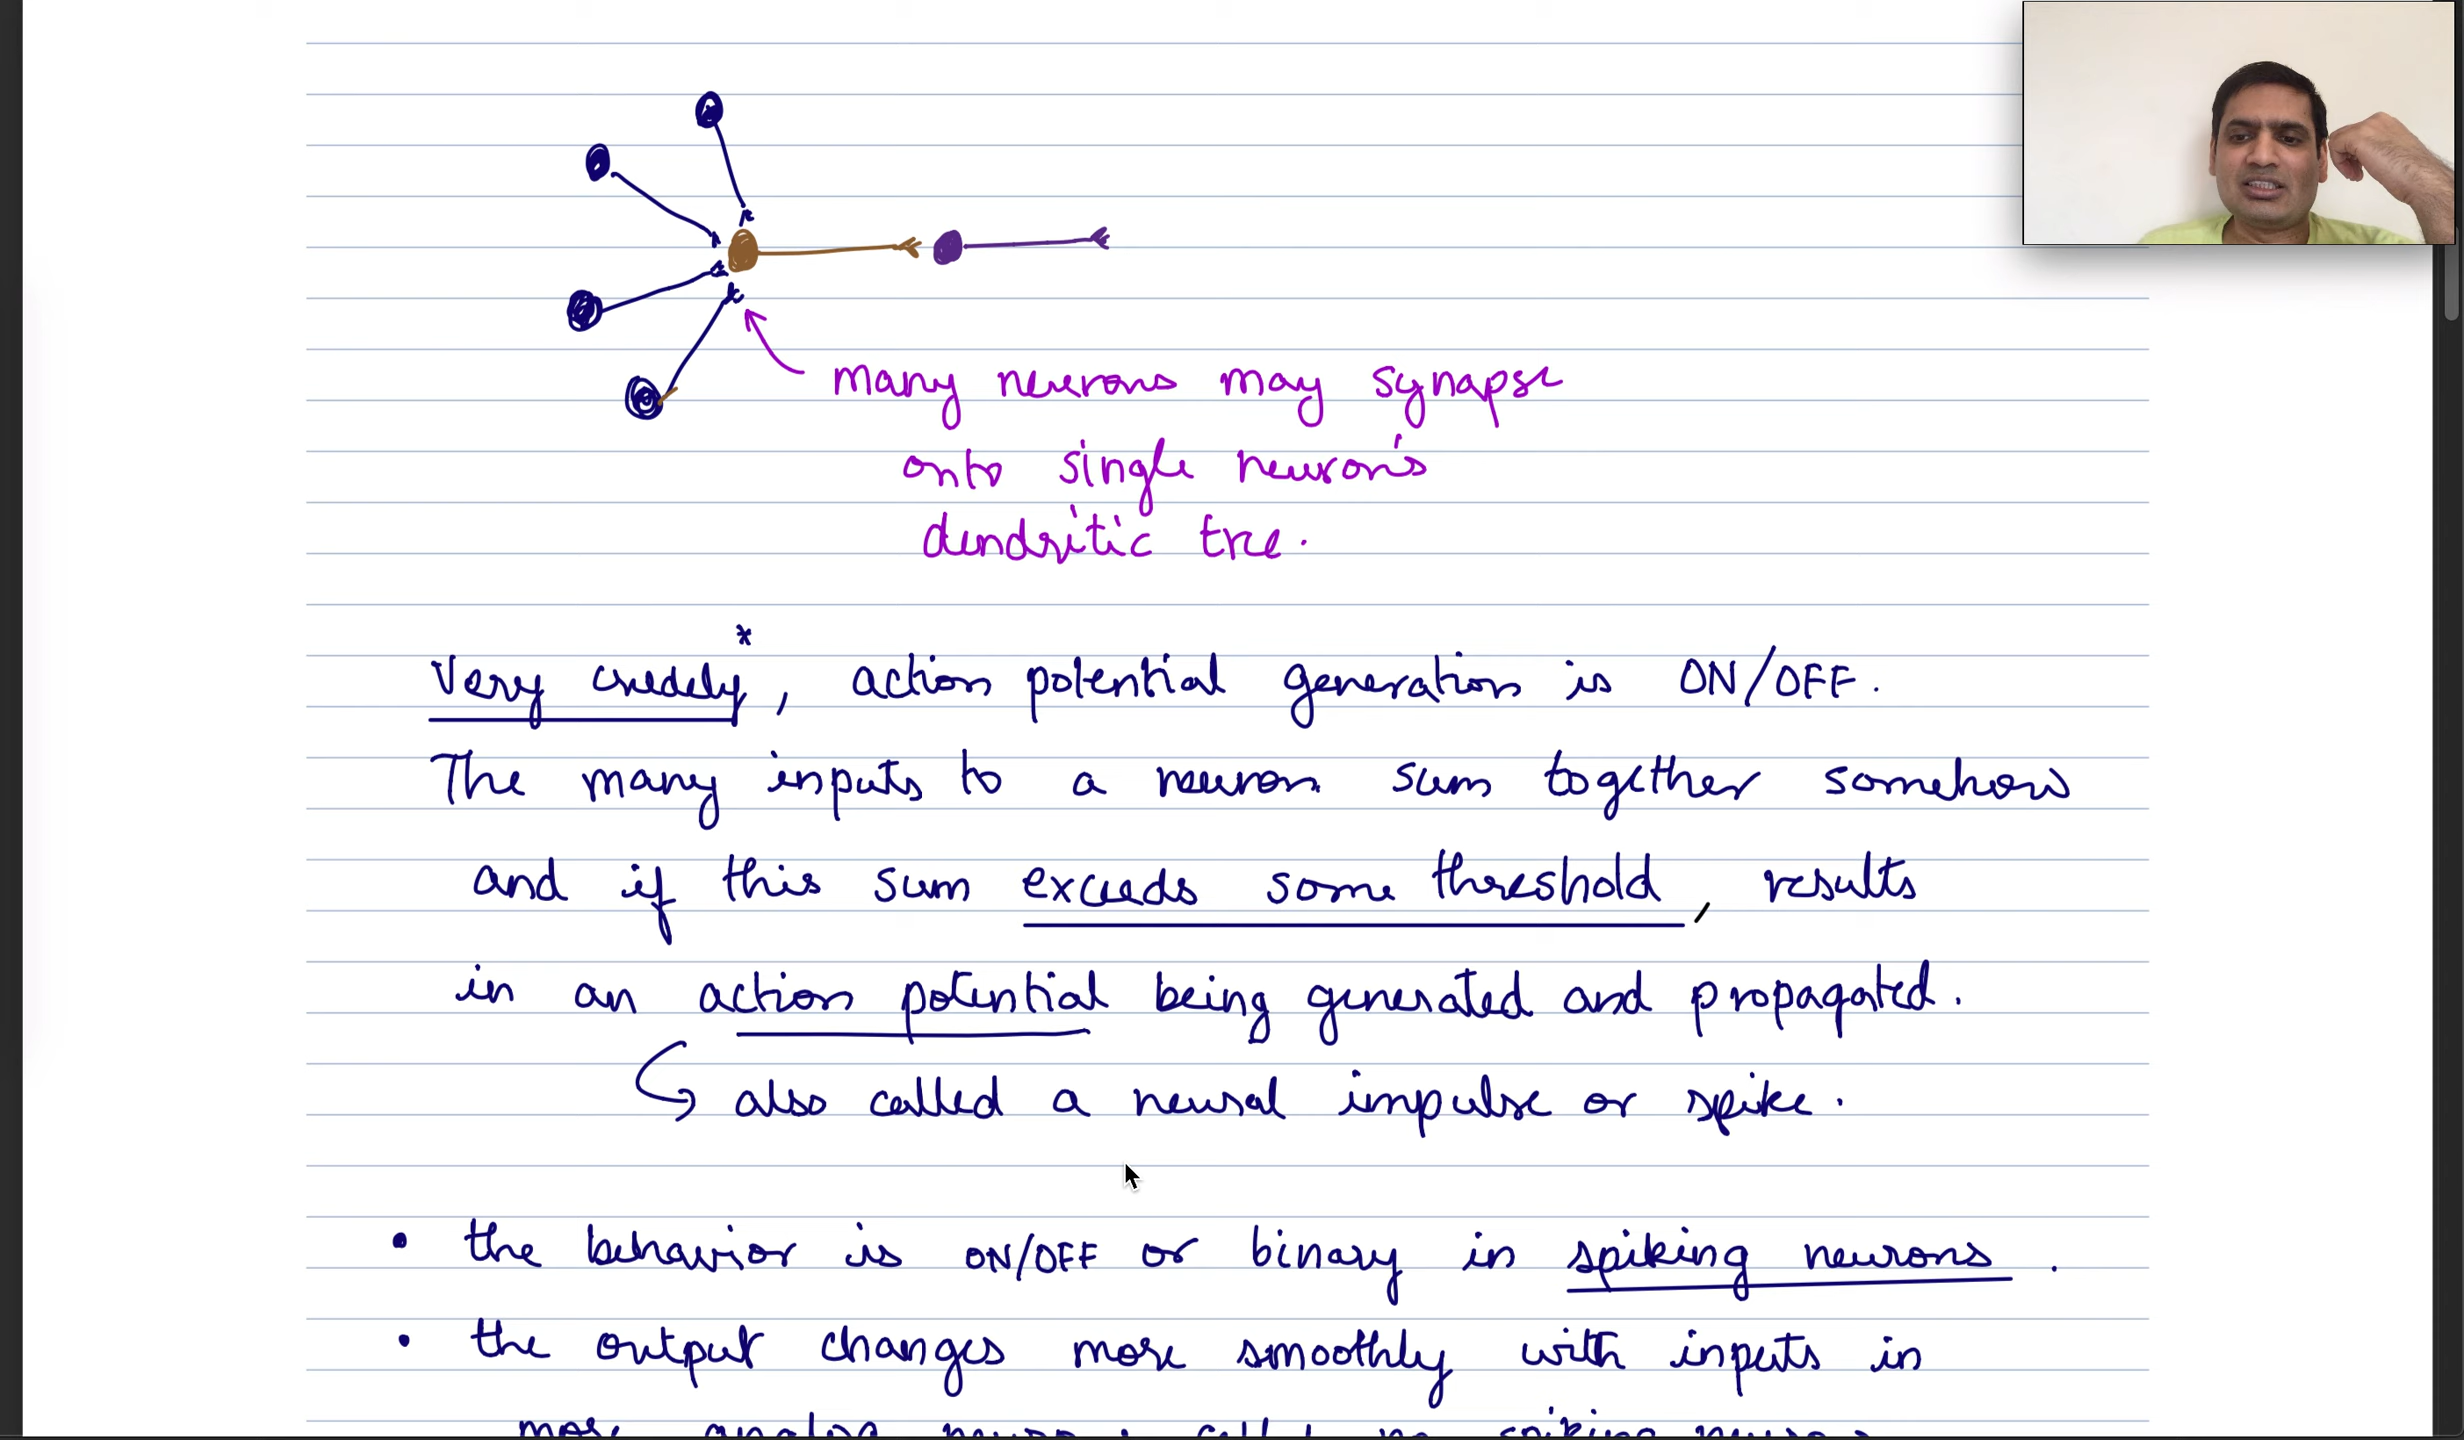 many neurons may synapse
onto single neuron's
dendritic tree.
Very crudely*, action potential generation is ON/OFF.
The many inputs to a neuron sum together somehow
and if this sum exceeds some threshold, results
in an action potential being generated and propagated.
also called a neural impulse or spike.
• the behavior is ON/OFF or binary in spiking neurons.
• the output changes more smoothly with inputs in
more analog